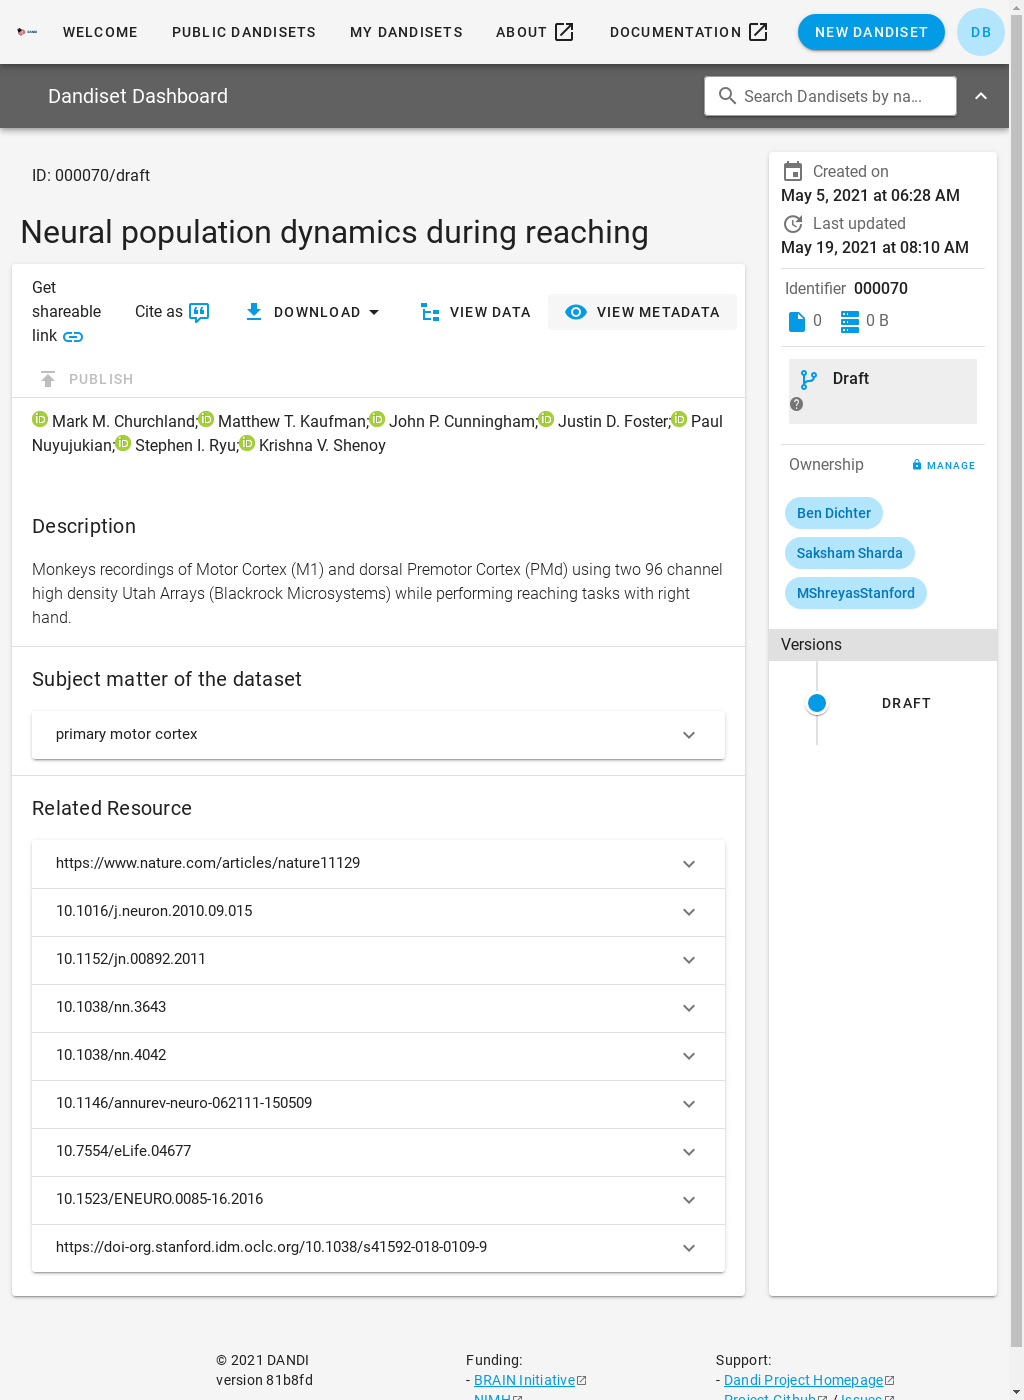 WELCOME PUBLIC DANDISETS MY DANDISETS ABOUT DOCUMENTATION NEW DANDISET DB
Dandiset Dashboard Search Dandisets by na...
ID: 000070/draft
Neural population dynamics during reaching
Get
shareable
link
Cite as DOWNLOAD VIEW DATA VIEW METADATA
PUBLISH
Mark M. Churchland; Matthew T. Kaufman; John P. Cunningham; Justin D. Foster; Paul
Nuyujukian; Stephen I. Ryu; Krishna V. Shenoy
Description
Monkeys recordings of Motor Cortex (M1) and dorsal Premotor Cortex (PMd) using two 96 channel
high density Utah Arrays (Blackrock Microsystems) while performing reaching tasks with right
hand.
Subject matter of the dataset
primary motor cortex
Related Resource
https://www.nature.com/articles/nature11129
10.1016/j.neuron.2010.09.015
10.1152/jn.00892.2011
10.1038/nn.3643
10.1038/nn.4042
10.1146/annurev-neuro-062111-150509
10.7554/eLife.04677
10.1523/ENEURO.0085-16.2016
https://doi-org.stanford.idm.oclc.org/10.1038/s41592-018-0109-9
Created on
May 5, 2021 at 06:28 AM
Last updated
May 19, 2021 at 08:10 AM
Identifier 000070
0 0 B
Draft
Ownership MANAGE
Ben Dichter
Saksham Sharda
MShreyasStanford
Versions
DRAFT
© 2021 DANDI
version 81b8fd
Funding:
- BRAIN Initiative
- NIMH
Support:
- Dandi Project Homepage
- Project Github / Issues